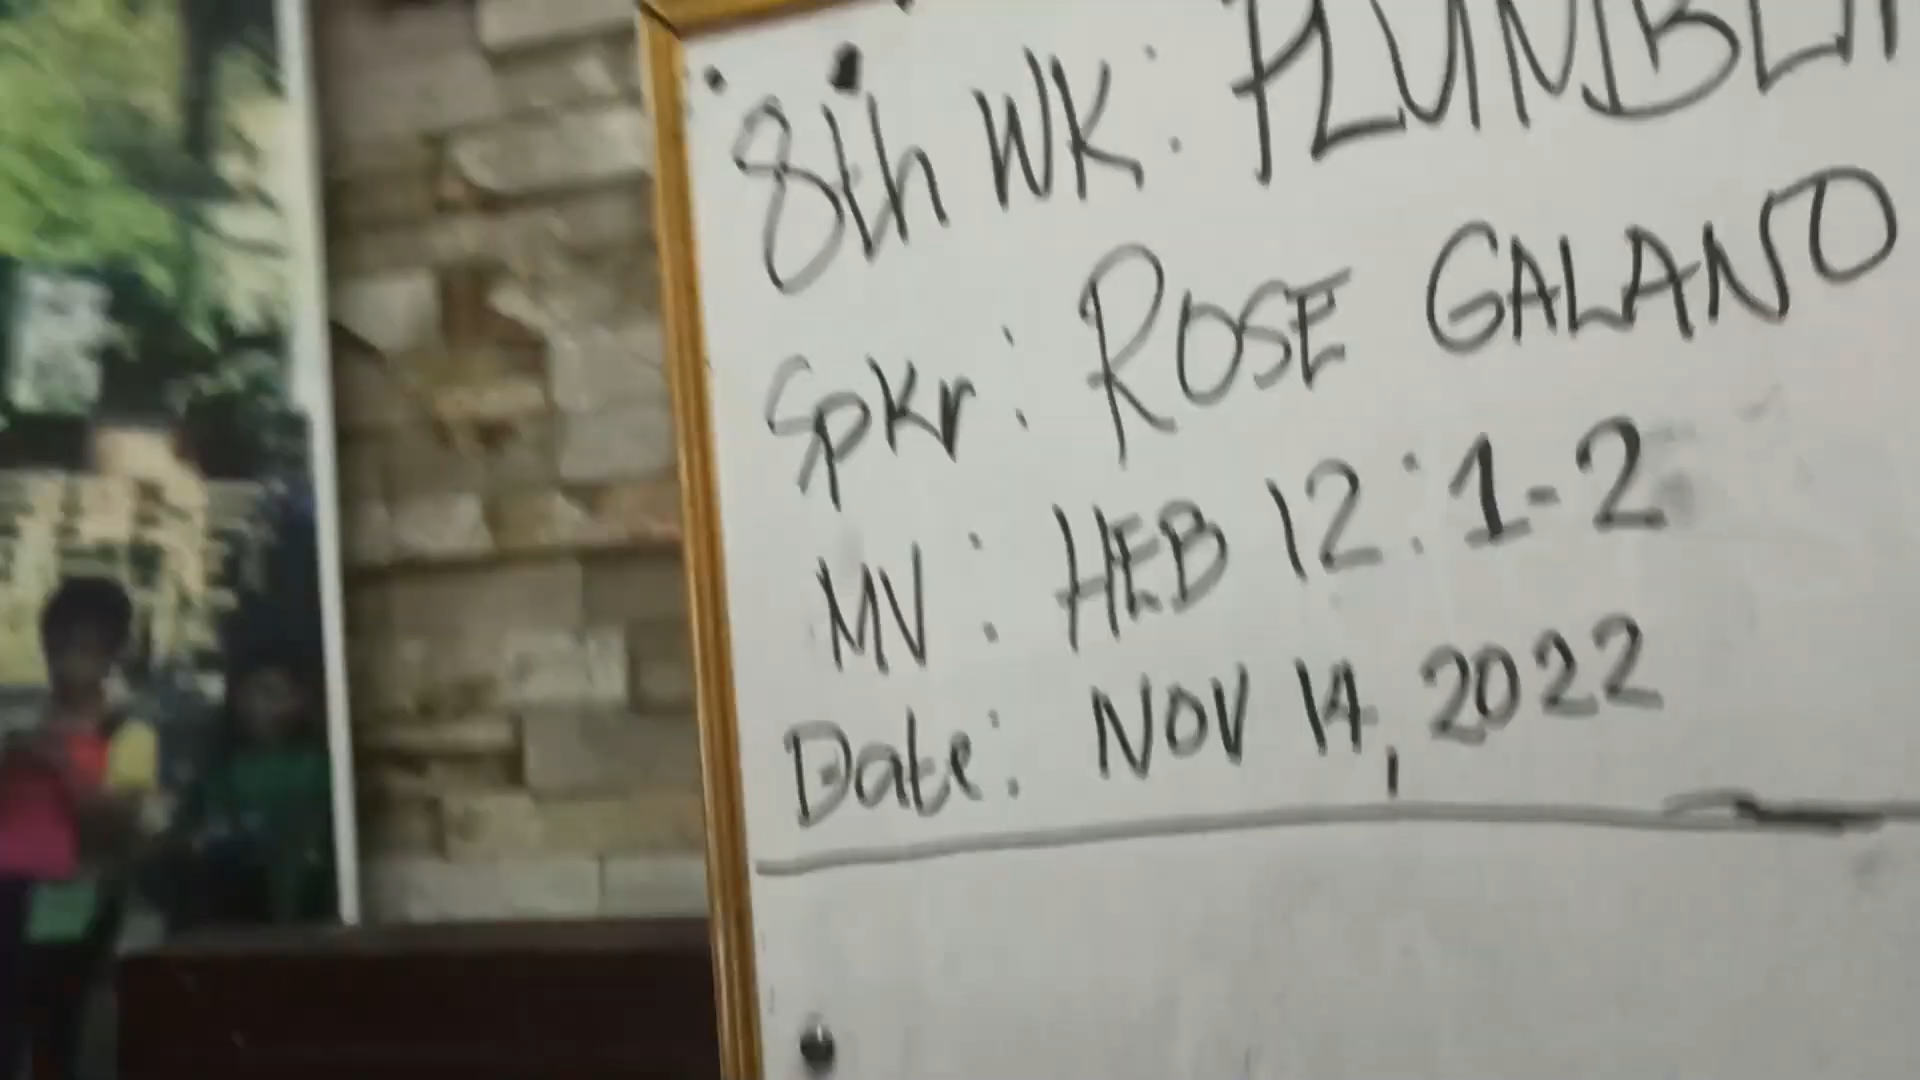 8th WK:
Spkr: ROSE GALANO
MV: HEB 12:1-2
Date: NOV 14, 2022